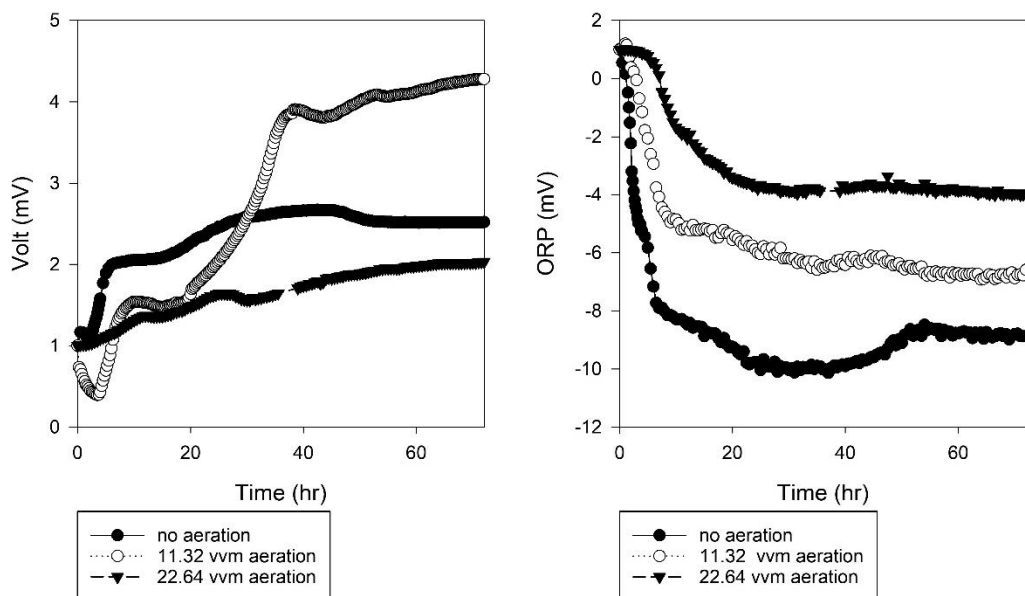 5
4
3
2
1
0
Volt (mV)
0 20 40 60
Time (hr)
no aeration
11.32 vvm aeration
22.64 vvm aeration
2
0
-2
-4
-6
-8
-10
-12
ORP (mV)
0 20 40 60
Time (hr)
no aeration
11.32 vvm aeration
22.64 vvm aeration